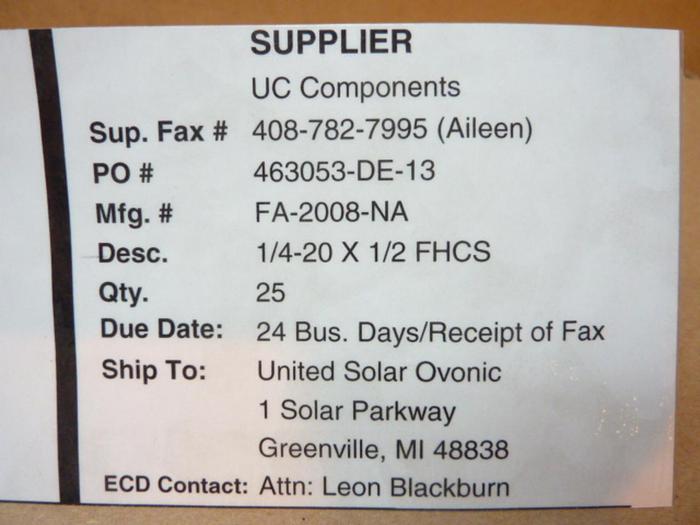 SUPPLIER
UC Components
Sup. Fax # 408-782-7995 (Aileen)
PO # 463053-DE-13
Mfg. # FA-2008-NA
Desc. 1/4-20 X 1/2 FHCS
Qty. 25
Due Date: 24 Bus. Days/Receipt of Fax
Ship To: United Solar Ovonic
1 Solar Parkway
Greenville, MI 48838
ECD Contact: Attn: Leon Blackburn